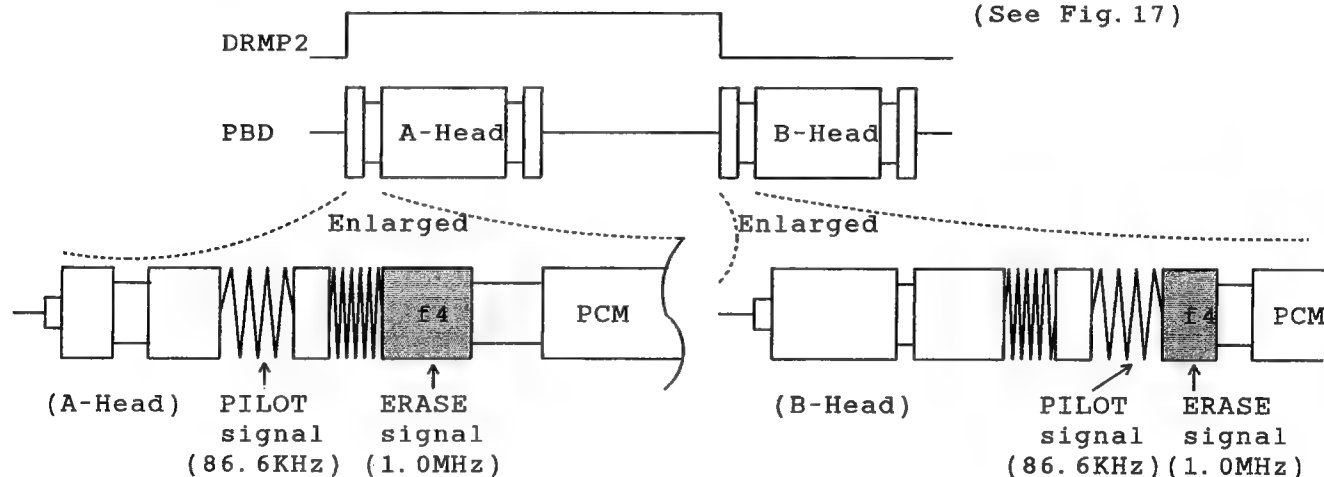 (See Fig. 17)
DRMP2
PBD
A-Head
B-Head
Enlarged
Enlarged
f4
PCM
f4
PCM
(A-Head)
PILOT
signal
(86.6KHz)
ERASE
signal
(1.0MHz)
(B-Head)
PILOT
signal
(86.6KHz)
ERASE
signal
(1.0MHz)